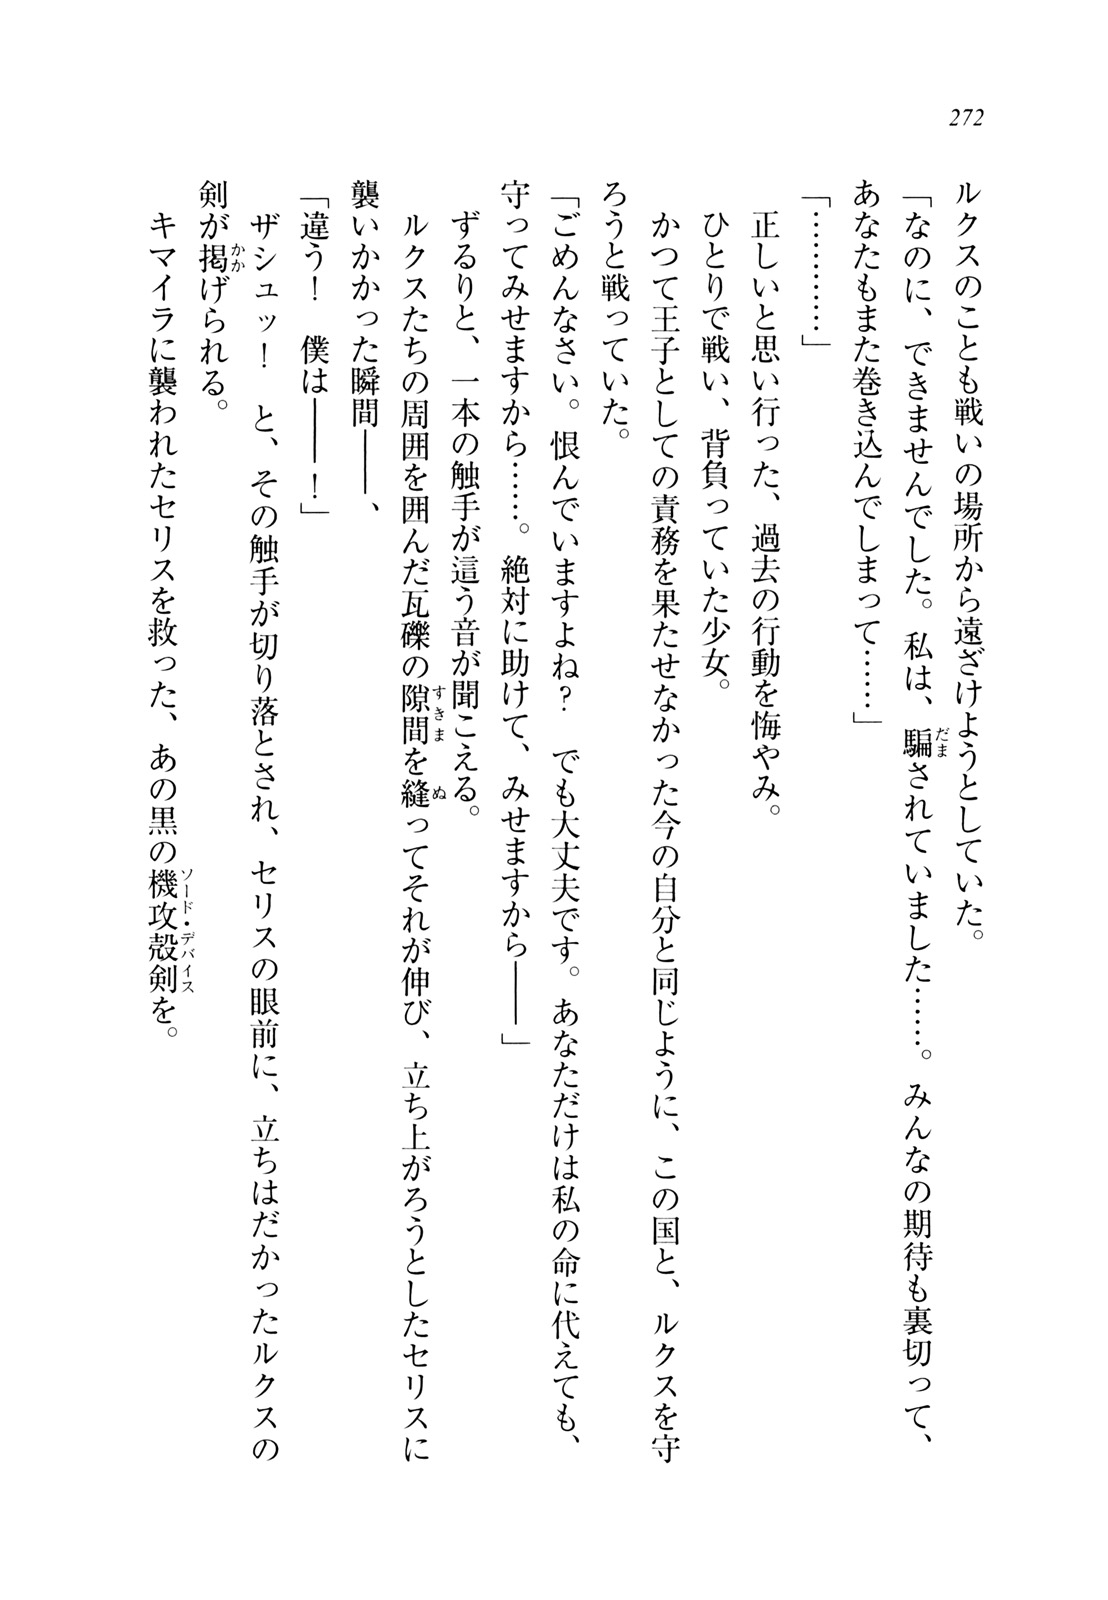 272
ルクスのことも戦いの場所から遠ざけようとしていた。
「なのに、できませんでした。私は、騙されていました……。みんなの期待も裏切って、
あなたもまた巻き込んでしまって……」
「…………」
正しいと思い行った、過去の行動を悔やみ。
ひとりで戦い、背負っていた少女。
かつて王子としての責務を果たせなかった今の自分と同じように、この国と、ルクスを守
ろうと戦っていた。
「ごめんなさい。恨んでいますよね?　でも大丈夫です。あなただけは私の命に代えても、
守ってみせますから……。絶対に助けて、みせますから――」
ずるりと、一本の触手が這う音が聞こえる。
ルクスたちの周囲を囲んだ瓦礫の隙間を縫ってそれが伸び、立ち上がろうとしたセリスに
襲いかかった瞬間――、
「違う!　僕は――!」
ザシュッ!　と、その触手が切り落とされ、セリスの眼前に、立ちはだかったルクスの
剣が掲げられる。
キマイラに襲われたセリスを救った、あの黒の機攻殻剣を。
だま
すきま
ぬ
かか
ソード・デバイス